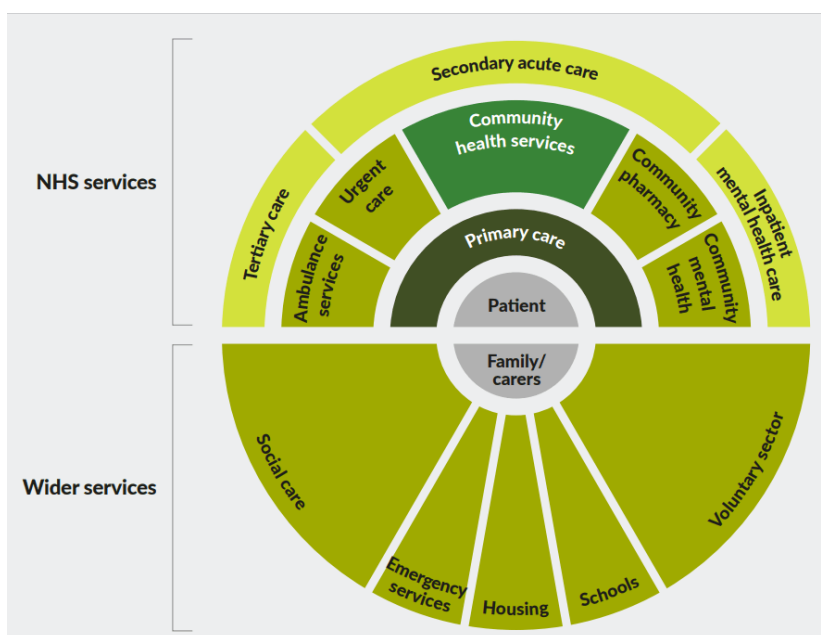 NHS services
Secondary acute care
Tertiary care
Inpatient
mental health care
Community
health services
Urgent
care
Ambulance
services
Community
pharmacy
Community
mental
health
Primary care
Patient
Wider services
Family/
carers
Social care
Emergency
services
Housing
Schools
Voluntary sector